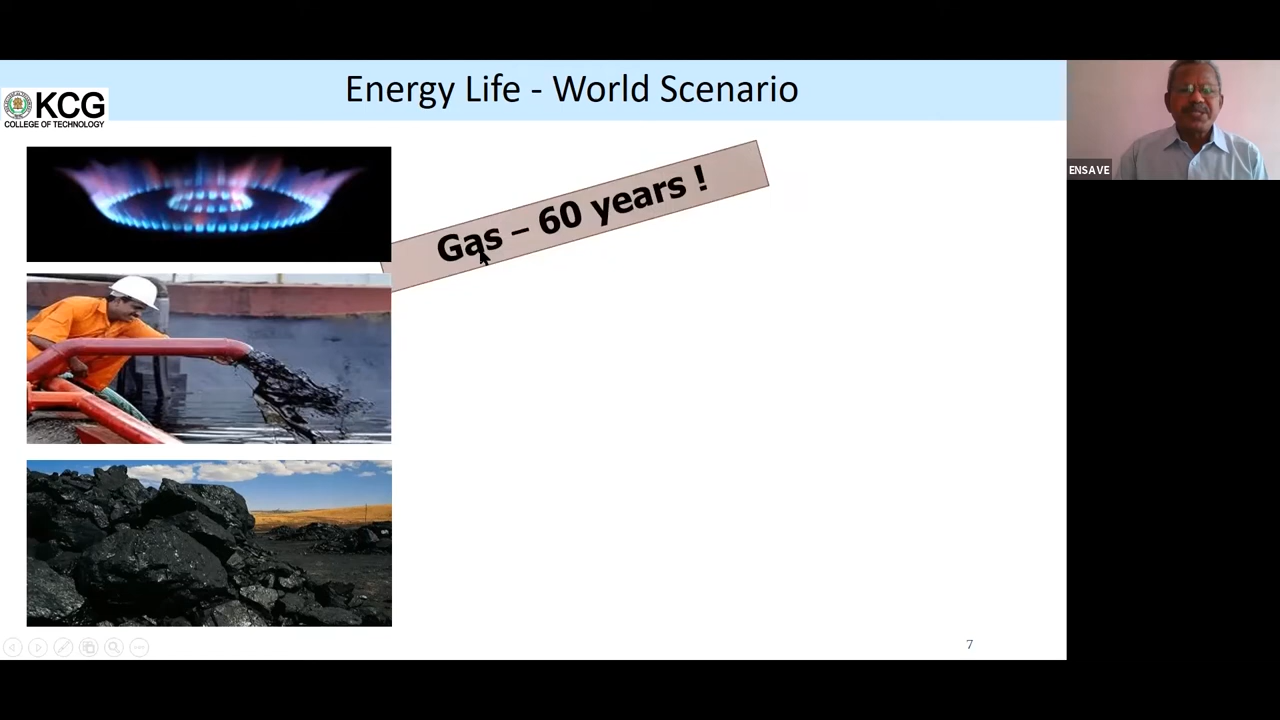 Energy Life - World Scenario
KCG
COLLEGE OF TECHNOLOGY
ENSAVE
Gas – 60 years !
7